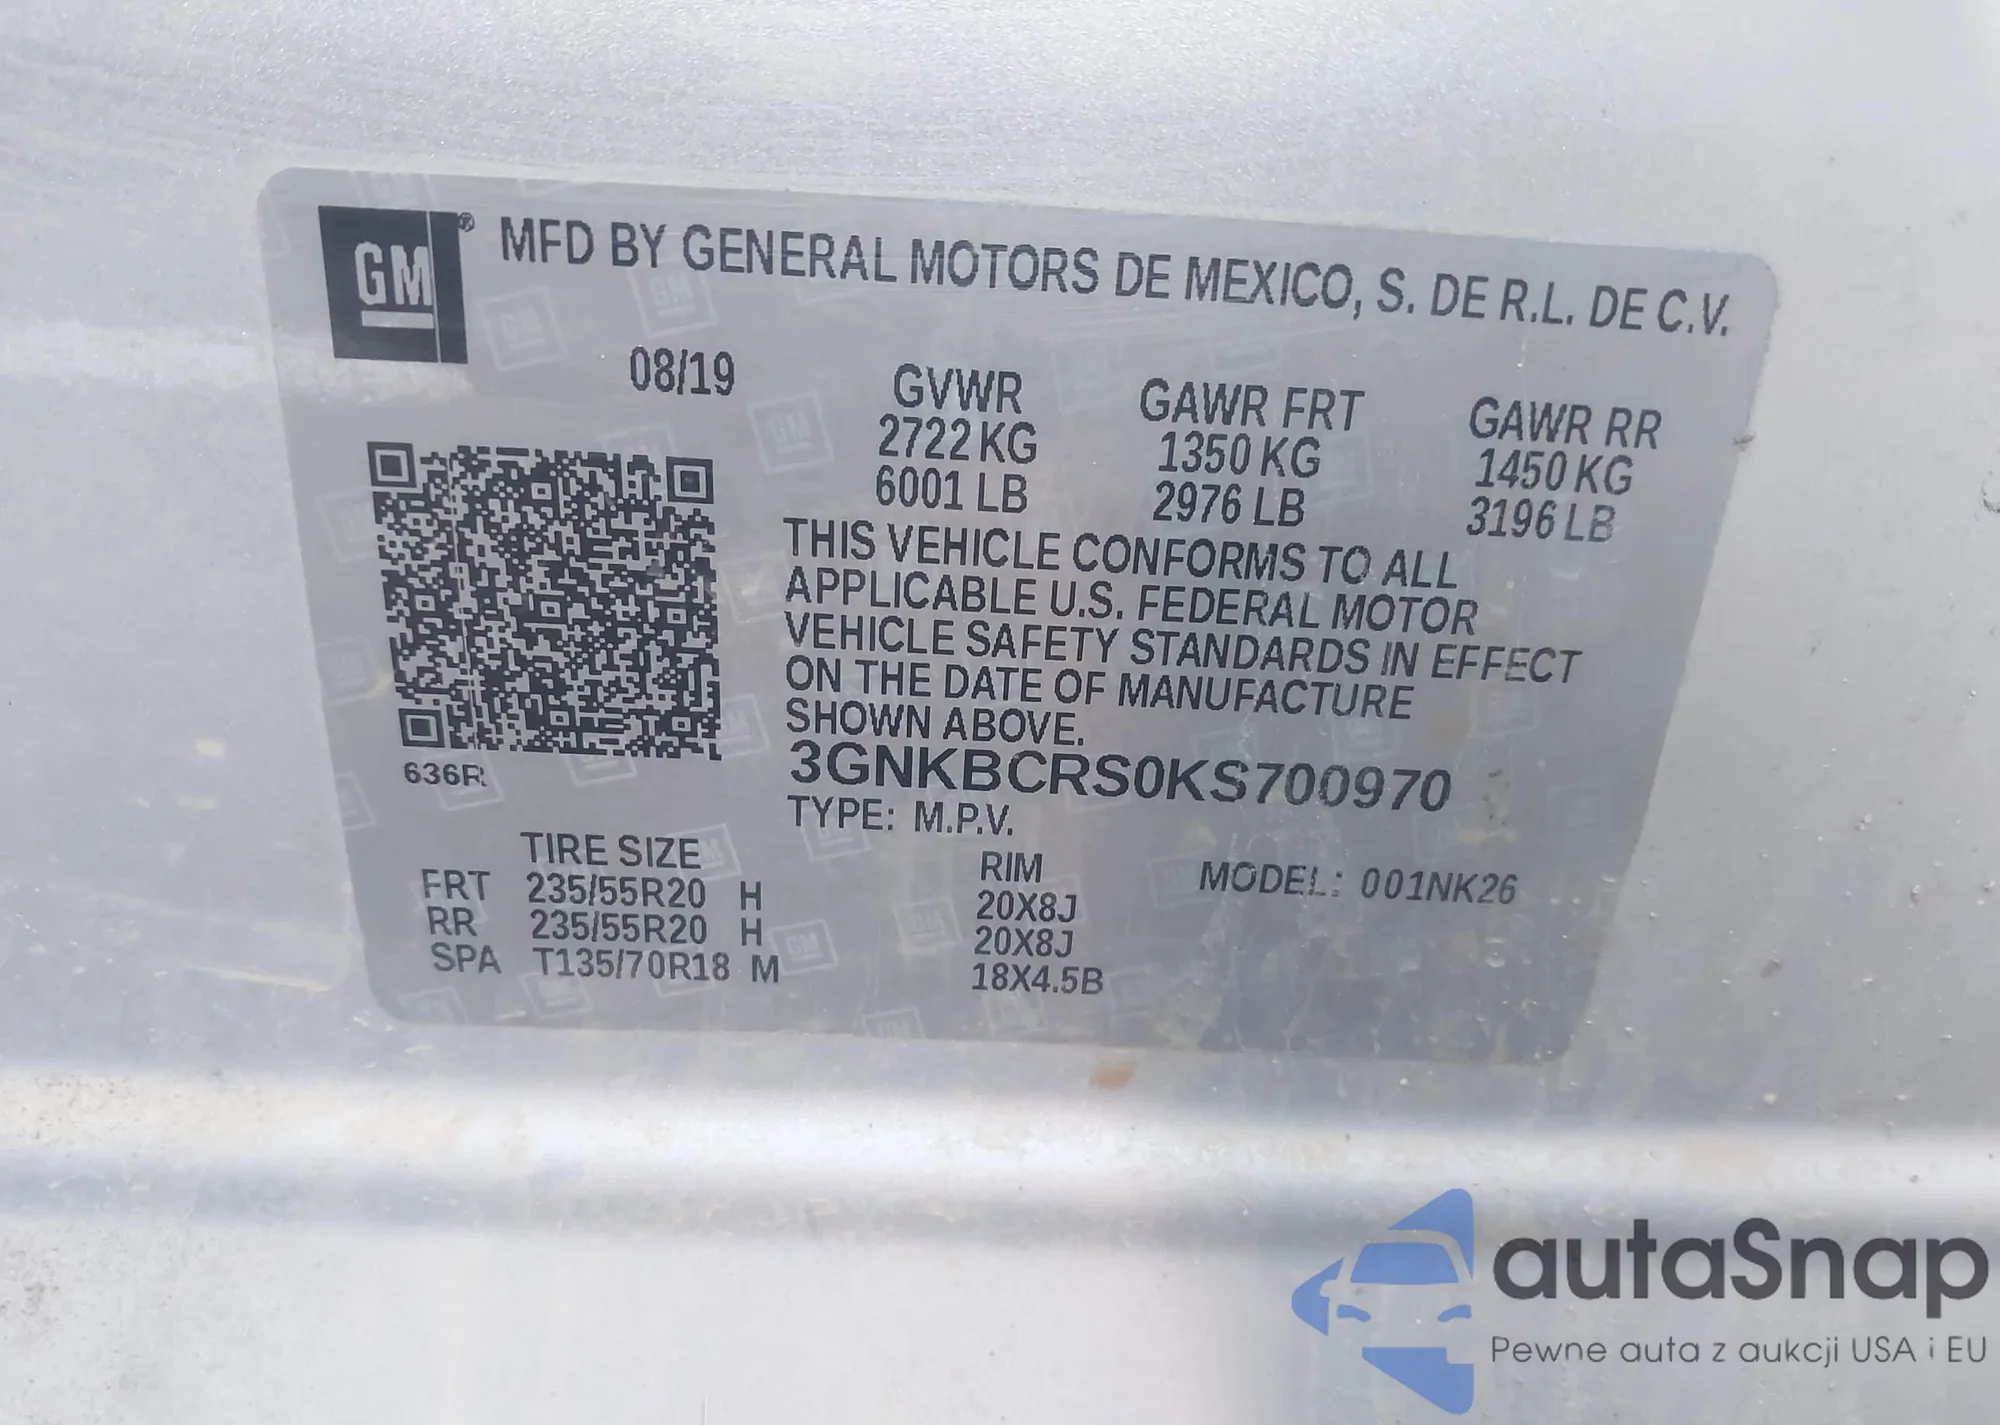 GM ® MFD BY GENERAL MOTORS DE MEXICO, S. DE R.L. DE C.V.
08/19 GVWR GAWR FRT GAWR RR
2722 KG 1350 KG 1450 KG
6001 LB 2976 LB 3196 LB
THIS VEHICLE CONFORMS TO ALL
APPLICABLE U.S. FEDERAL MOTOR
VEHICLE SAFETY STANDARDS IN EFFECT
ON THE DATE OF MANUFACTURE
SHOWN ABOVE.
636R
3GNKBCRS0KS700970
TYPE: M.P.V.
TIRE SIZE RIM MODEL: 001NK26
FRT 235/55R20 H 20X8J
RR 235/55R20 H 20X8J
SPA T135/70R18 M 18X4.5B
autaSnap
Pewne auta z aukcji USA i EU